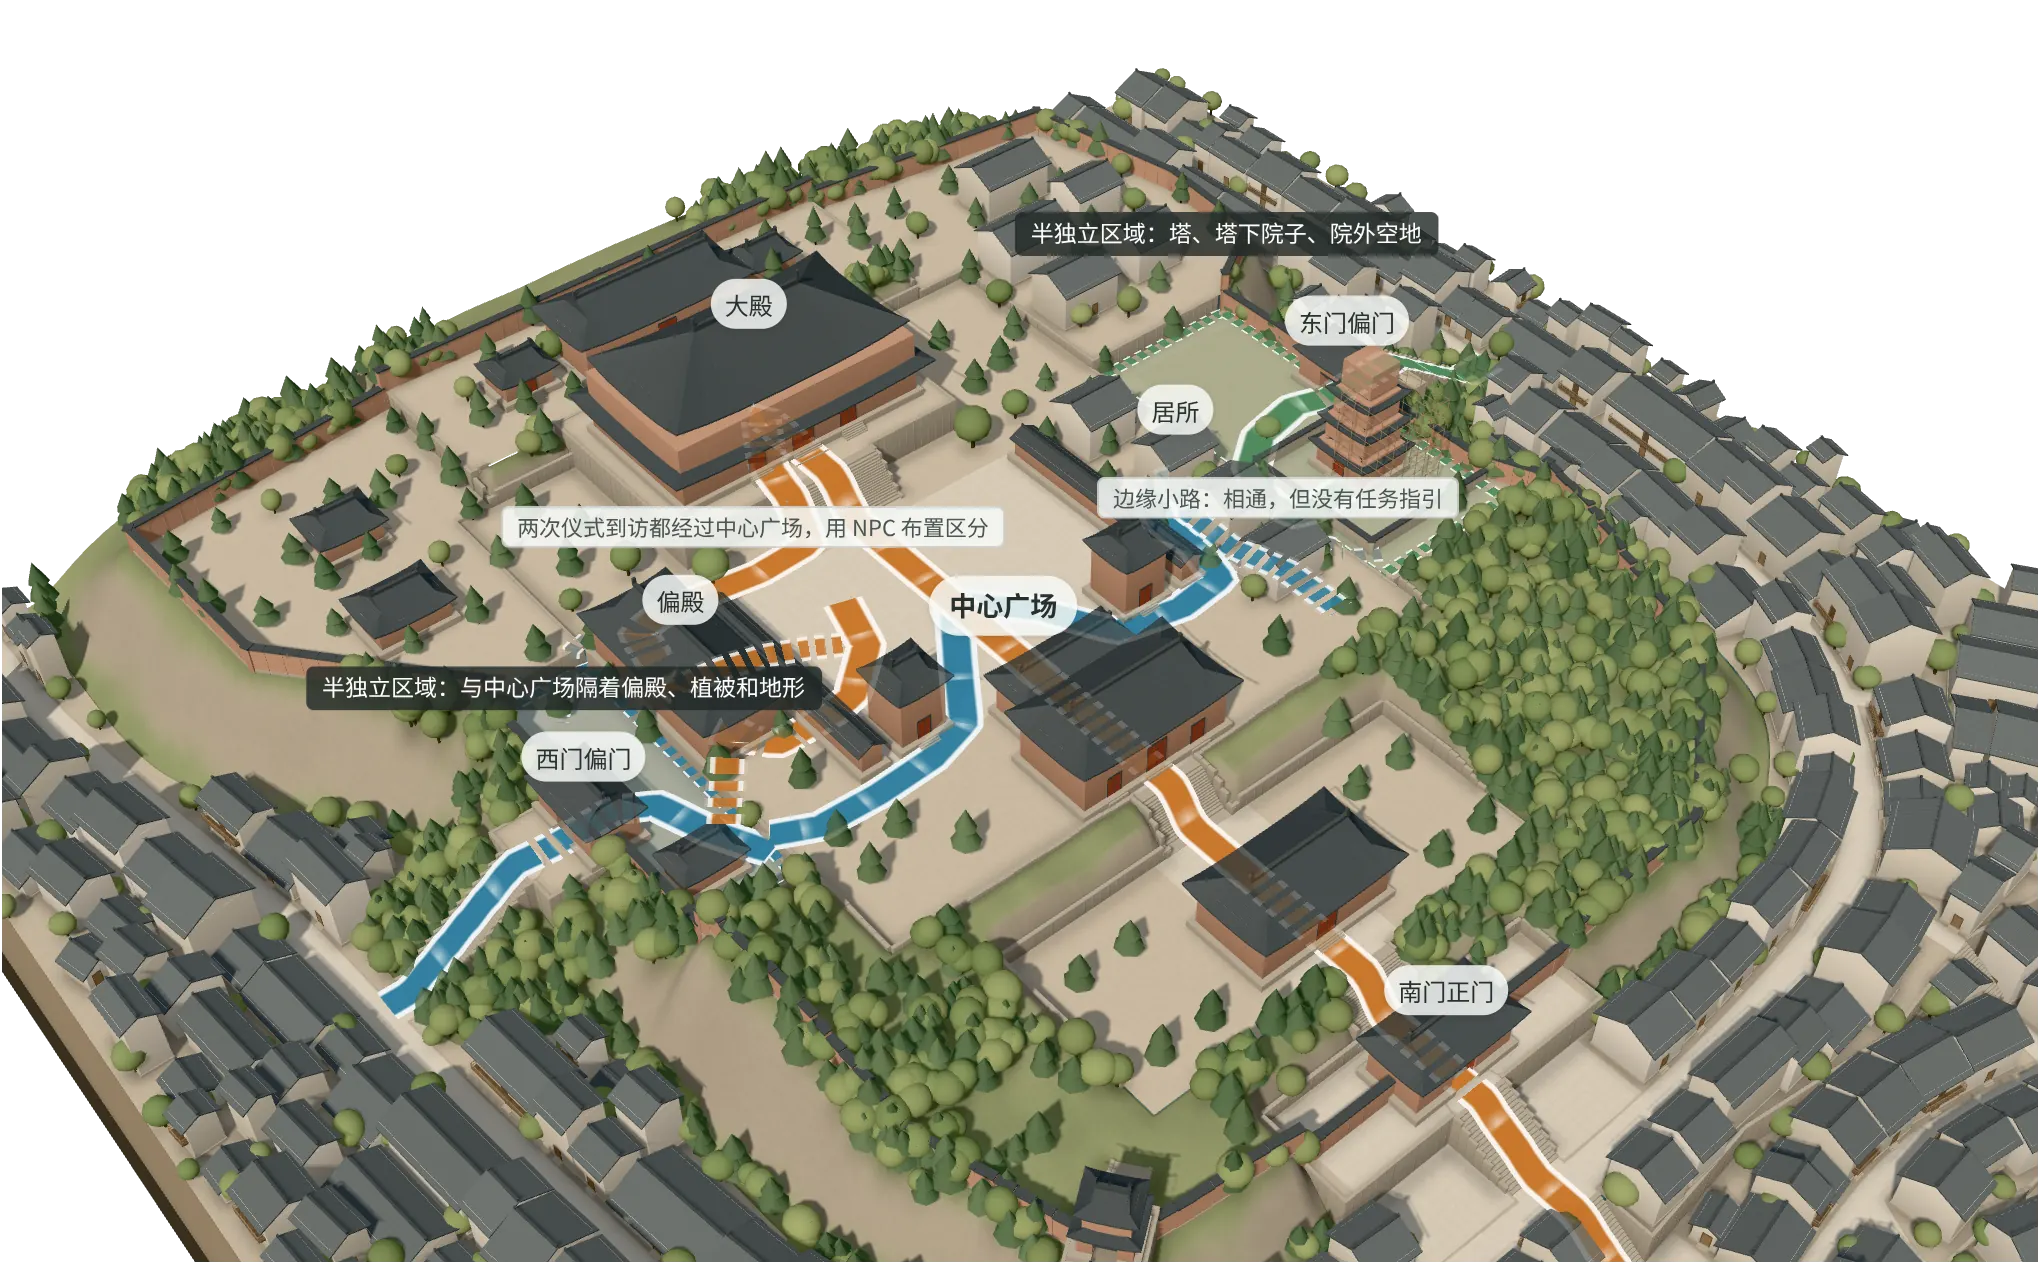 半独立区域：塔、塔下院子、院外空地
大殿
东门偏门
居所
边缘小路：相通，但没有任务指引
两次仪式到访都经过中心广场，用 NPC 布置区分
偏殿
中心广场
半独立区域：与中心广场隔着偏殿、植被和地形
西门偏门
南门正门